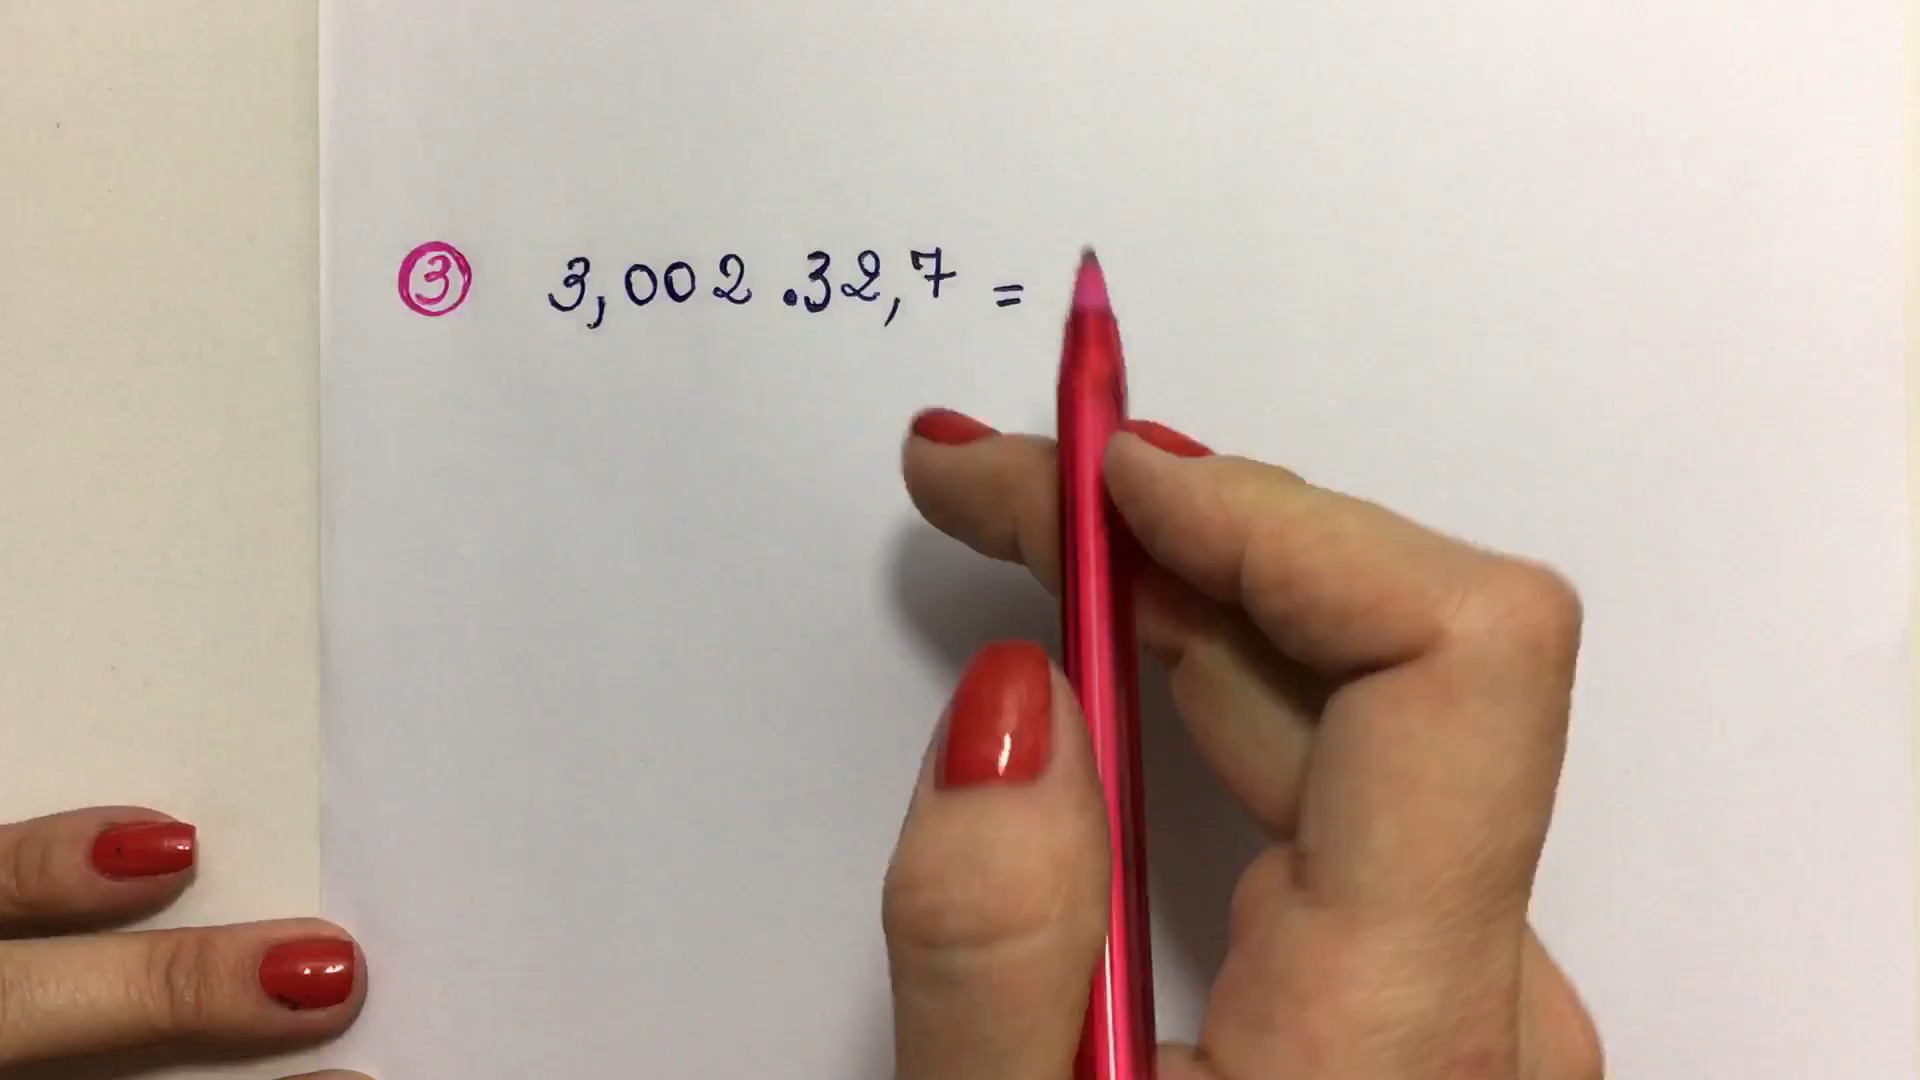 ③ 3,002 . 32,7 =